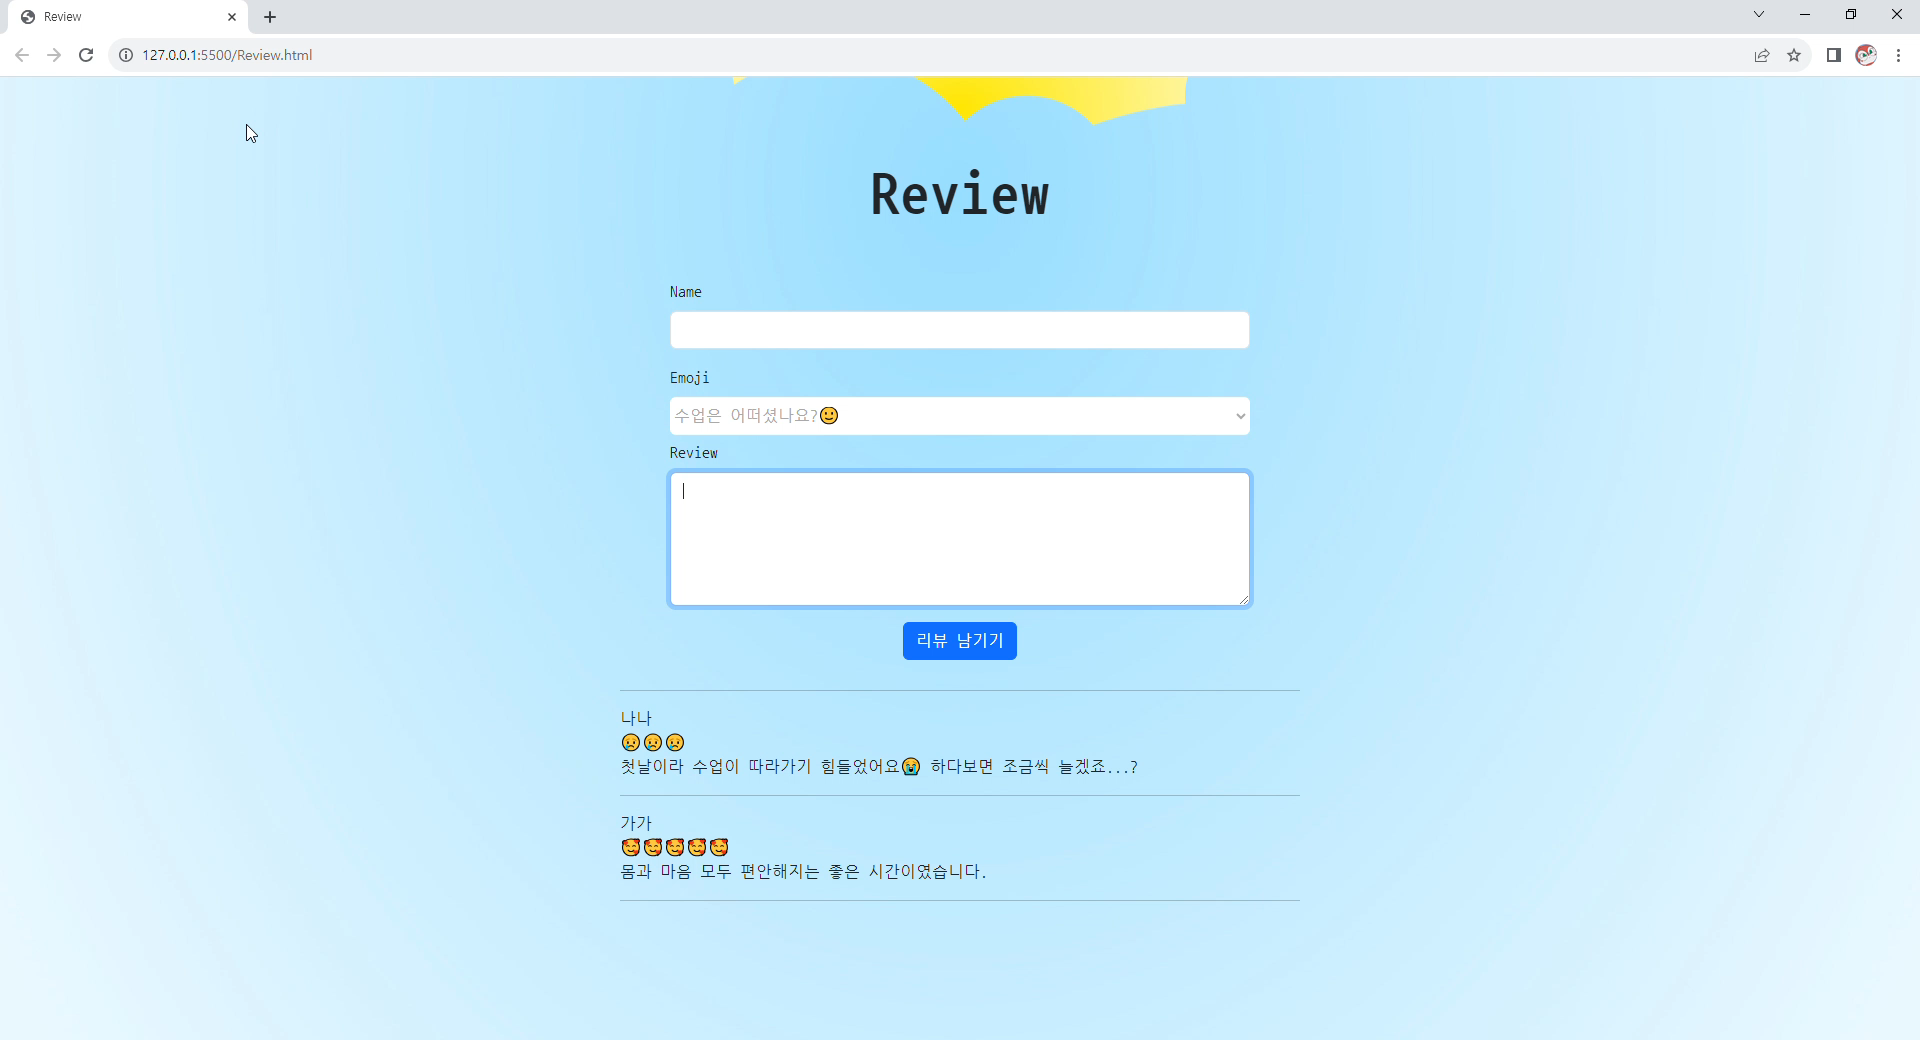 Review
127.0.0.1:5500/Review.html
Review
Name
Emoji
수업은 어떠셨나요?🙂
Review
리뷰 남기기
나나
😢😢😢
첫날이라 수업이 따라가기 힘들었어요😭 하다보면 조금씩 늘겠죠...?
가가
🥰🥰🥰🥰🥰
몸과 마음 모두 편안해지는 좋은 시간이였습니다.